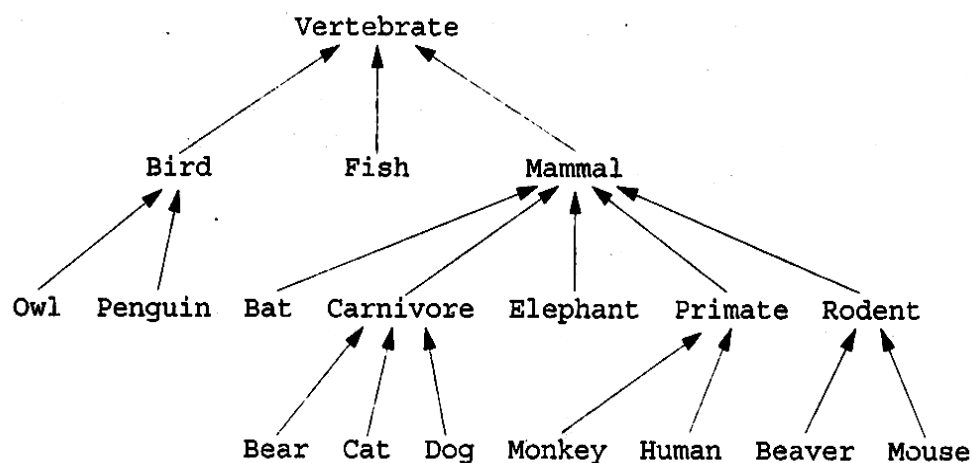 Vertebrate
Bird Fish Mammal
Owl Penguin Bat Carnivore Elephant Primate Rodent
Bear Cat Dog Monkey Human Beaver Mouse